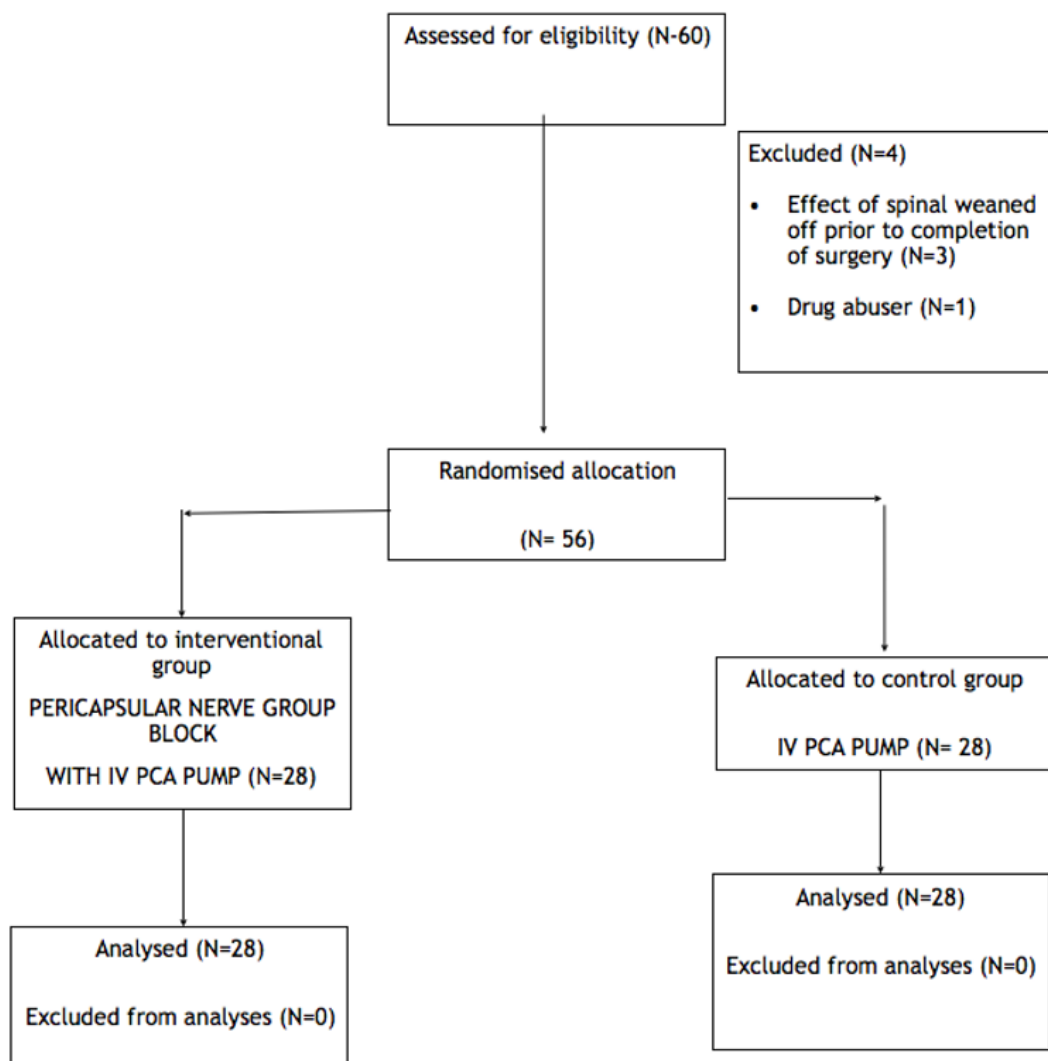 Assessed for eligibility (N-60)
Excluded (N=4)
• Effect of spinal weaned
off prior to completion
of surgery (N=3)
• Drug abuser (N=1)
Randomised allocation
(N= 56)
Allocated to interventional
group
PERICAPSULAR NERVE GROUP
BLOCK
WITH IV PCA PUMP (N=28)
Allocated to control group
IV PCA PUMP (N= 28)
Analysed (N=28)
Excluded from analyses (N=0)
Analysed (N=28)
Excluded from analyses (N=0)